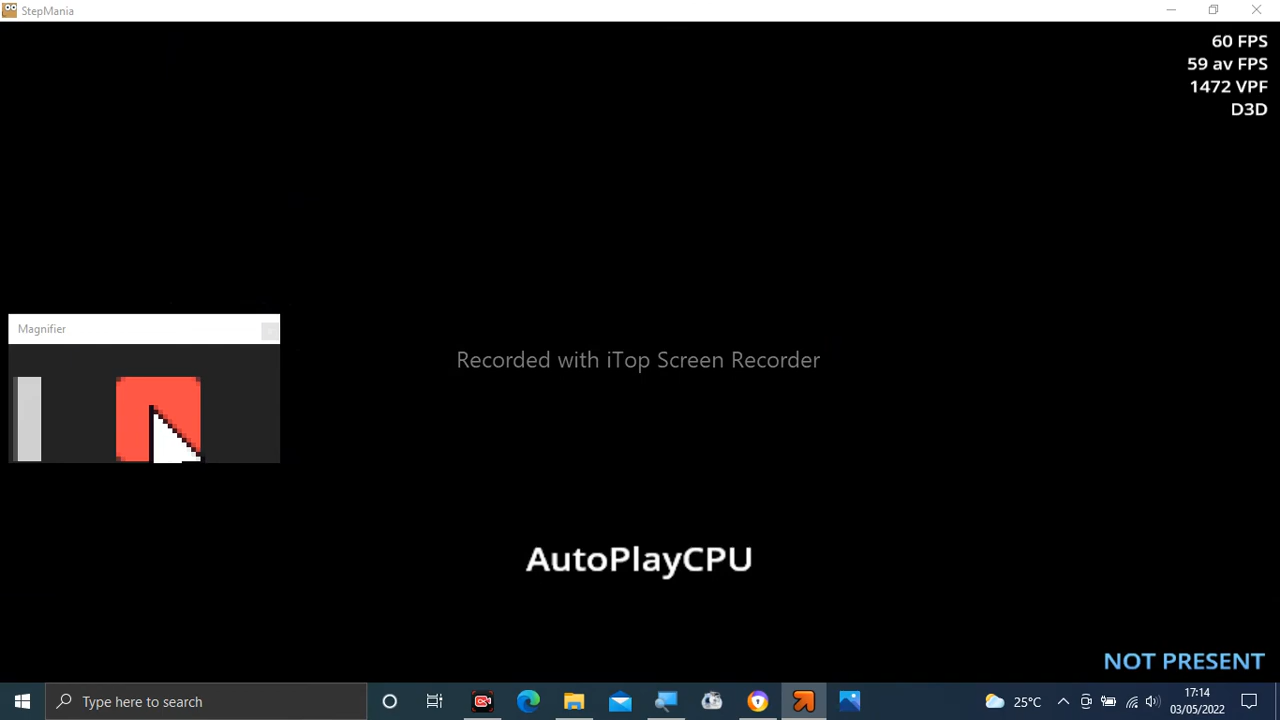 StepMania
60 FPS
59 av FPS
1472 VPF
D3D
Magnifier
Recorded with iTop Screen Recorder
AutoPlayCPU
NOT PRESENT
Type here to search
25°C
17:14
03/05/2022